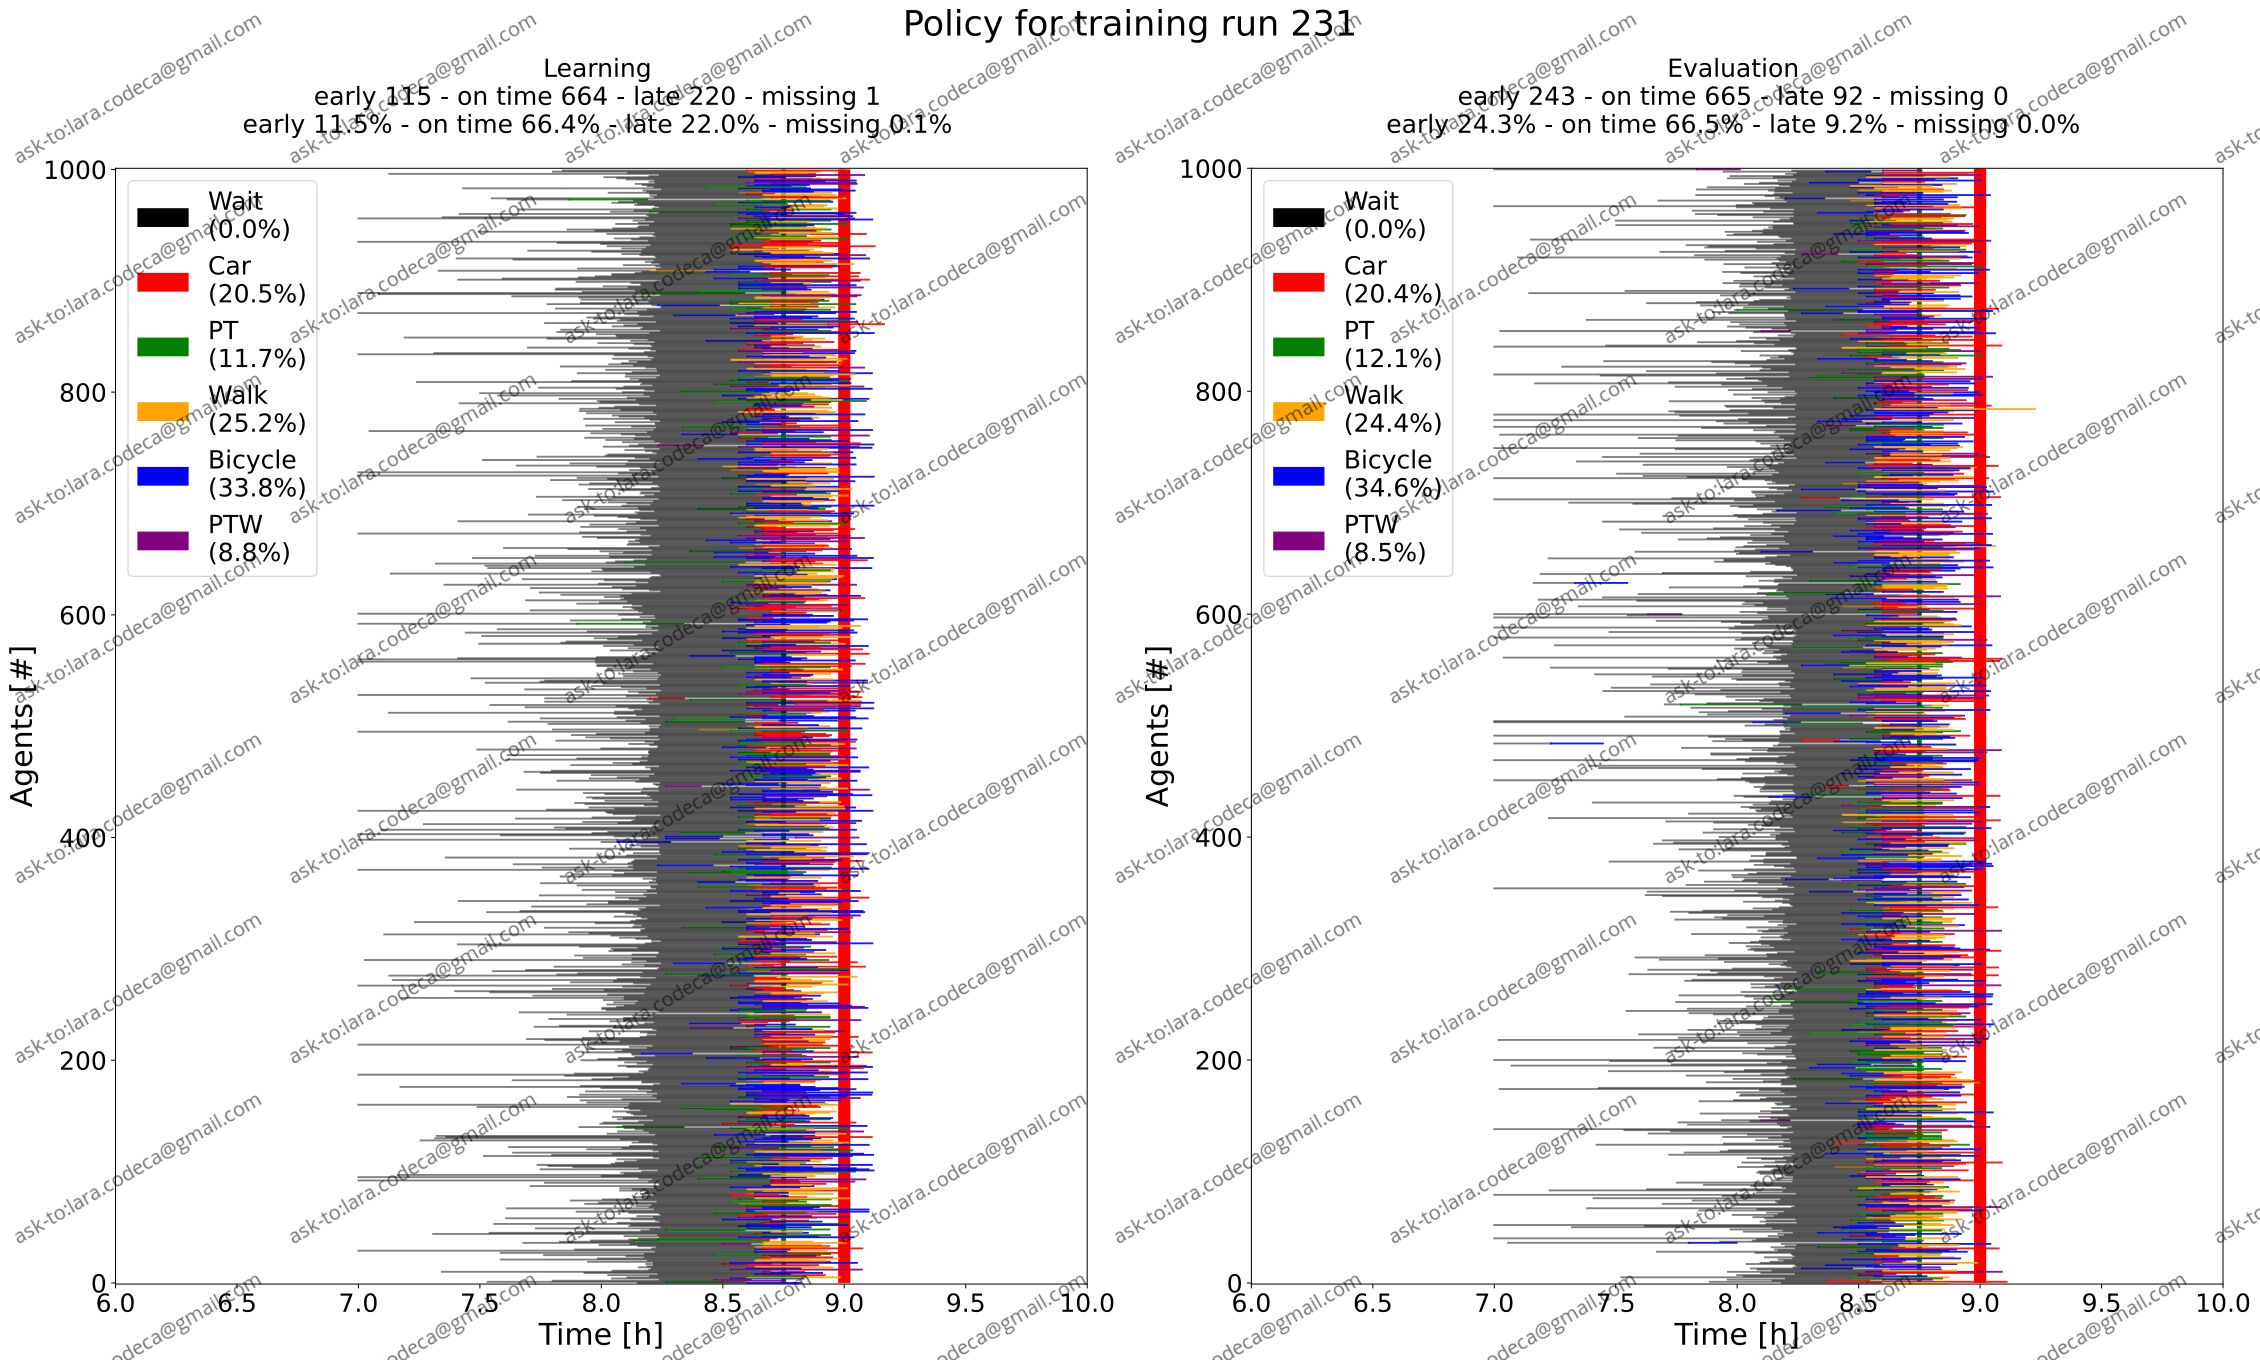 Policy for training run 231
Learning
early 115 - on time 664 - late 220 - missing 1
early 11.5% - on time 66.4% - late 22.0% - missing 0.1%
Agents [#]
1000
800
600
400
200
0
Wait
(0.0%)
Car
(20.5%)
PT
(11.7%)
Walk
(25.2%)
Bicycle
(33.8%)
PTW
(8.8%)
6.0 6.5 7.0 7.5 8.0 8.5 9.0 9.5 10.0
Time [h]
Evaluation
early 243 - on time 665 - late 92 - missing 0
early 24.3% - on time 66.5% - late 9.2% - missing 0.0%
Agents [#]
1000
800
600
400
200
0
Wait
(0.0%)
Car
(20.4%)
PT
(12.1%)
Walk
(24.4%)
Bicycle
(34.6%)
PTW
(8.5%)
6.0 6.5 7.0 7.5 8.0 8.5 9.0 9.5 10.0
Time [h]
ask-to:lara.codeca@gmail.com